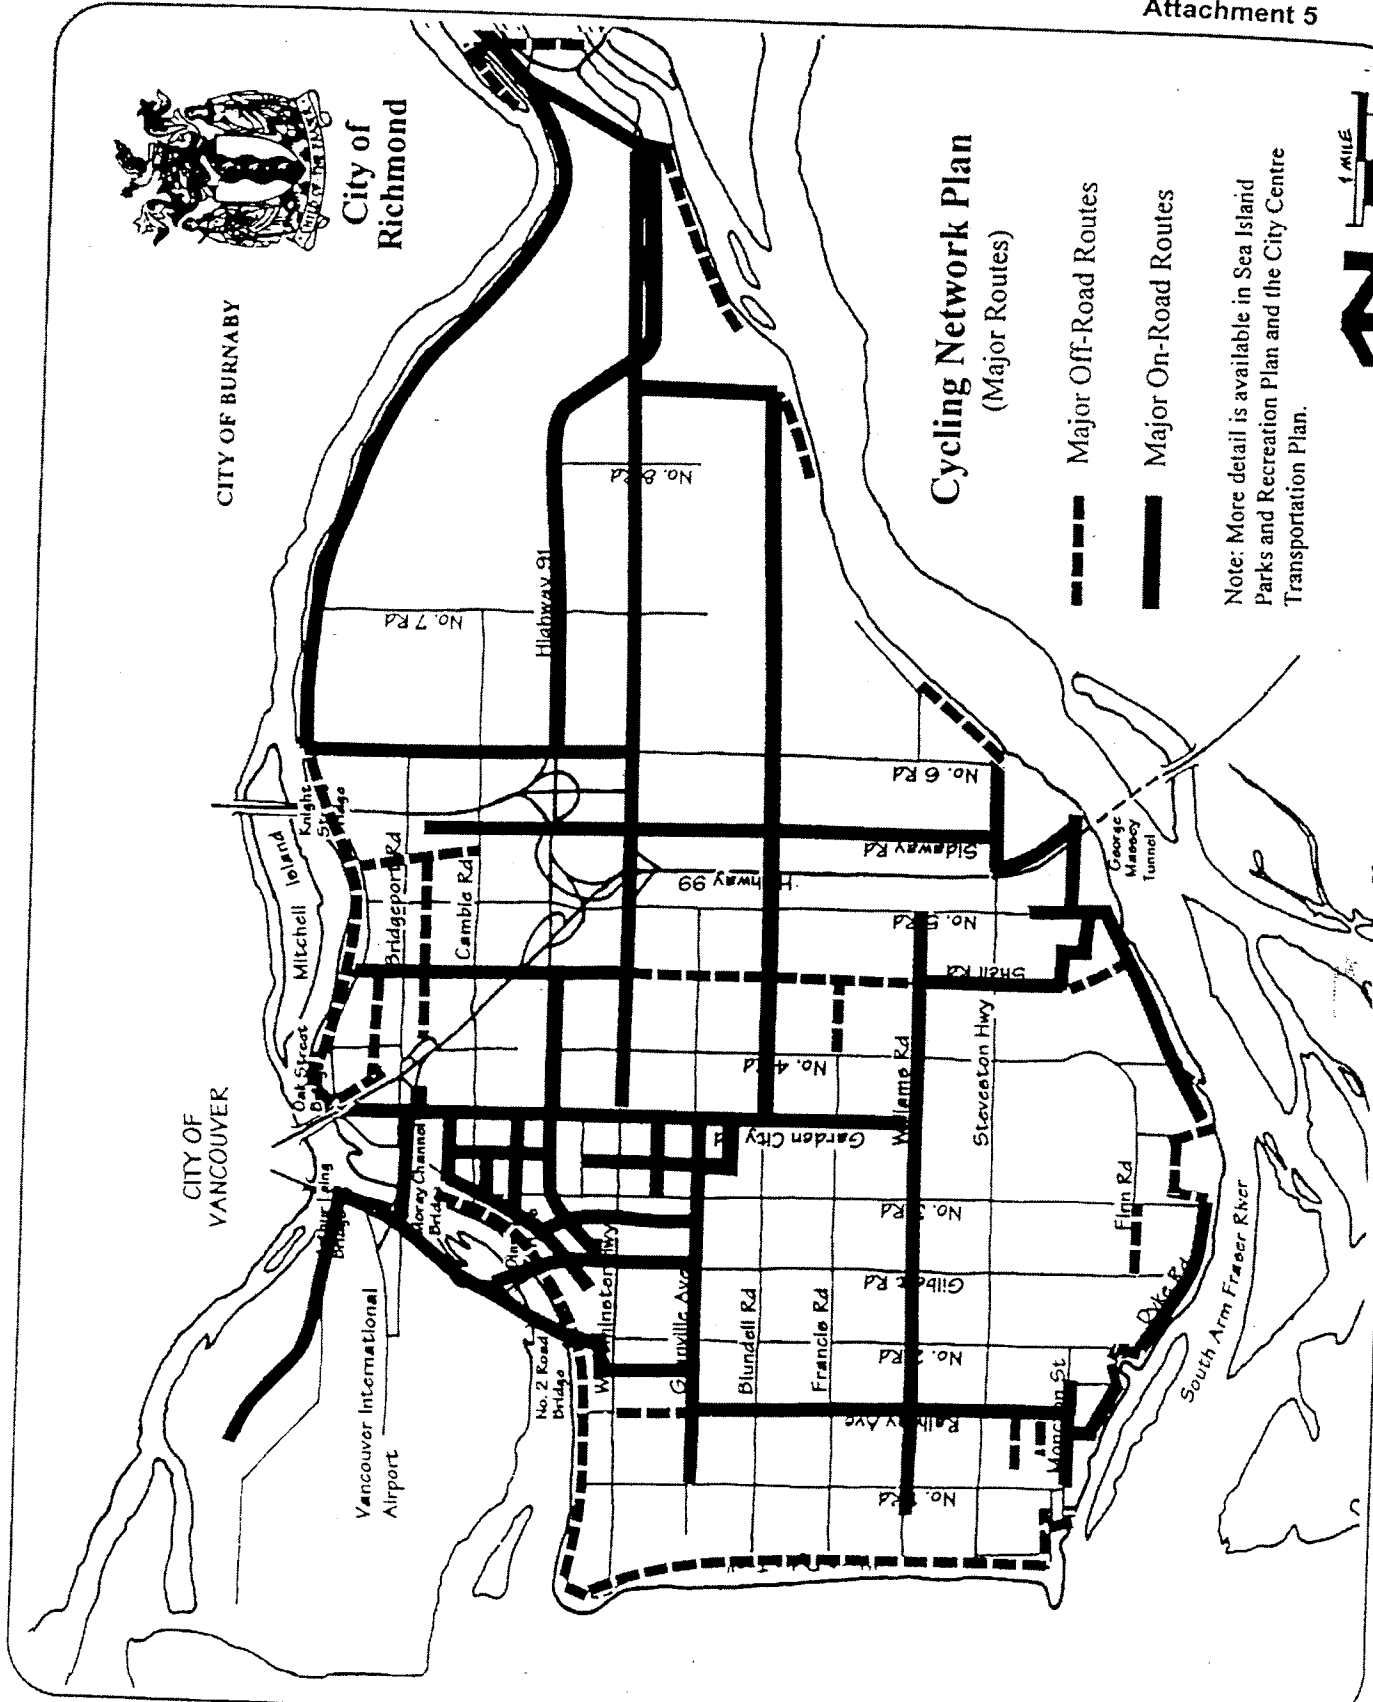 Attachment 5
City of
Richmond
CITY OF BURNABY
CITY OF
VANCOUVER
Cycling Network Plan
(Major Routes)
Major Off-Road Routes
Major On-Road Routes
Note: More detail is available in Sea Island
Parks and Recreation Plan and the City Centre
Transportation Plan.
1 MILE
N
Mitchell Island
Knight
Oak Street
Bridgeport Rd
Cambie Rd
Highway 91
No. 8 Rd
No. 7 Rd
No. 6 Rd
Sidaway Rd
Highway 99
No. 5 Rd
Shell Rd
No. 4 Rd
Garden City
No. 3 Rd
Gilbert Rd
No. 2 Rd
Railway Ave
No. 1 Rd
George
Massey
Tunnel
Williams Rd
Steveston Hwy
Finn Rd
Dyke Rd
South Arm Fraser River
Moncton St
Francis Rd
Blundell Rd
Granville Ave
Westminster Hwy
No. 2 Road
Bridge
Moray Channel
Bridge
Arthur Laing
Bridge
Vancouver International
Airport